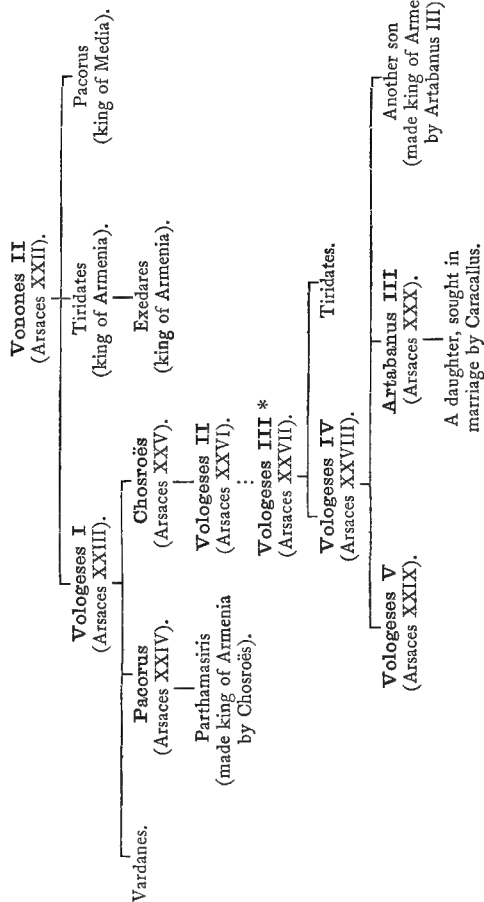 Vonones II
(Arsaces XXII).
Vologeses I
(Arsaces XXIII).
Tiridates
(king of Armenia).
Pacorus
(king of Media).
Exedares
(king of Armenia).
Vardanes.
Pacorus
(Arsaces XXIV).
Chosroës
(Arsaces XXV).
Parthamasiris
(made king of Armenia
by Chosroës).
Vologeses II
(Arsaces XXVI).
Vologeses III *
(Arsaces XXVII).
Vologeses IV
(Arsaces XXVIII).
Tiridates.
Vologeses V
(Arsaces XXIX).
Artabanus III
(Arsaces XXX).
Another son
(made king of Arme
by Artabanus III)
A daughter, sought in
marriage by Caracallus.